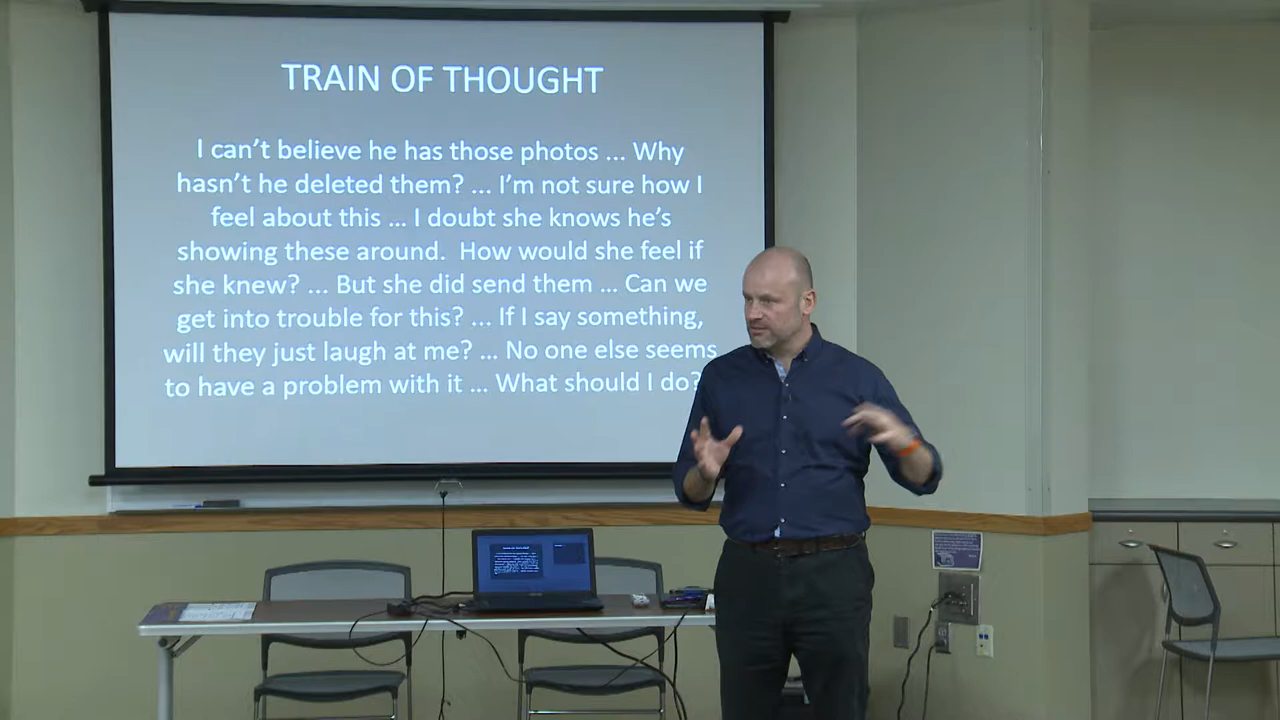 TRAIN OF THOUGHT
I can't believe he has those photos ... Why
hasn't he deleted them? ... I'm not sure how I
feel about this ... I doubt she knows he's
showing these around.  How would she feel if
she knew? ... But she did send them ... Can we
get into trouble for this? ... If I say something,
will they just laugh at me? ... No one else seems
to have a problem with it ... What should I do?
TRAIN OF THOUGHT